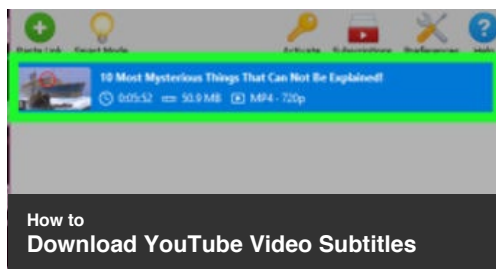 Paste Link Smart Mode Activate Subscriptions Preferences Help
10 Most Mysterious Things That Can Not Be Explained!
0:05:52 50.9 MB MP4 - 720p
How to
Download YouTube Video Subtitles